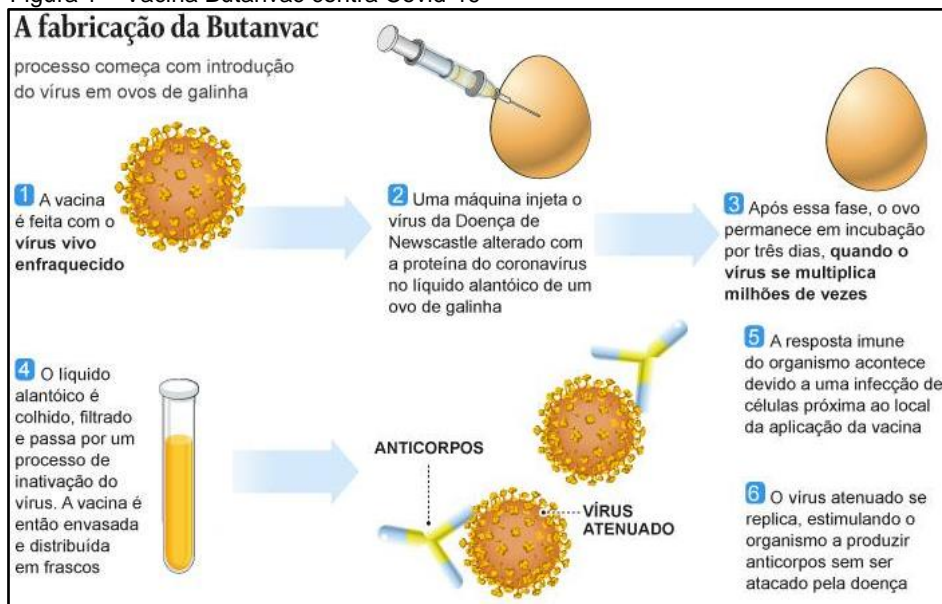 A fabricação da Butanvac
processo começa com introdução
do vírus em ovos de galinha
1 A vacina
é feita com o
vírus vivo
enfraquecido
2 Uma máquina injeta o
vírus da Doença de
Newscastle alterado com
a proteína do coronavírus
no líquido alantóico de um
ovo de galinha
3 Após essa fase, o ovo
permanece em incubação
por três dias, quando o
vírus se multiplica
milhões de vezes
4 O líquido
alantóico é
colhido, filtrado
e passa por um
processo de
inativação do
vírus. A vacina é
então envasada
e distribuída
em frascos
ANTICORPOS
VÍRUS
ATENUADO
5 A resposta imune
do organismo acontece
devido a uma infecção de
células próxima ao local
da aplicação da vacina
6 O vírus atenuado se
replica, estimulando o
organismo a produzir
anticorpos sem ser
atacado pela doença